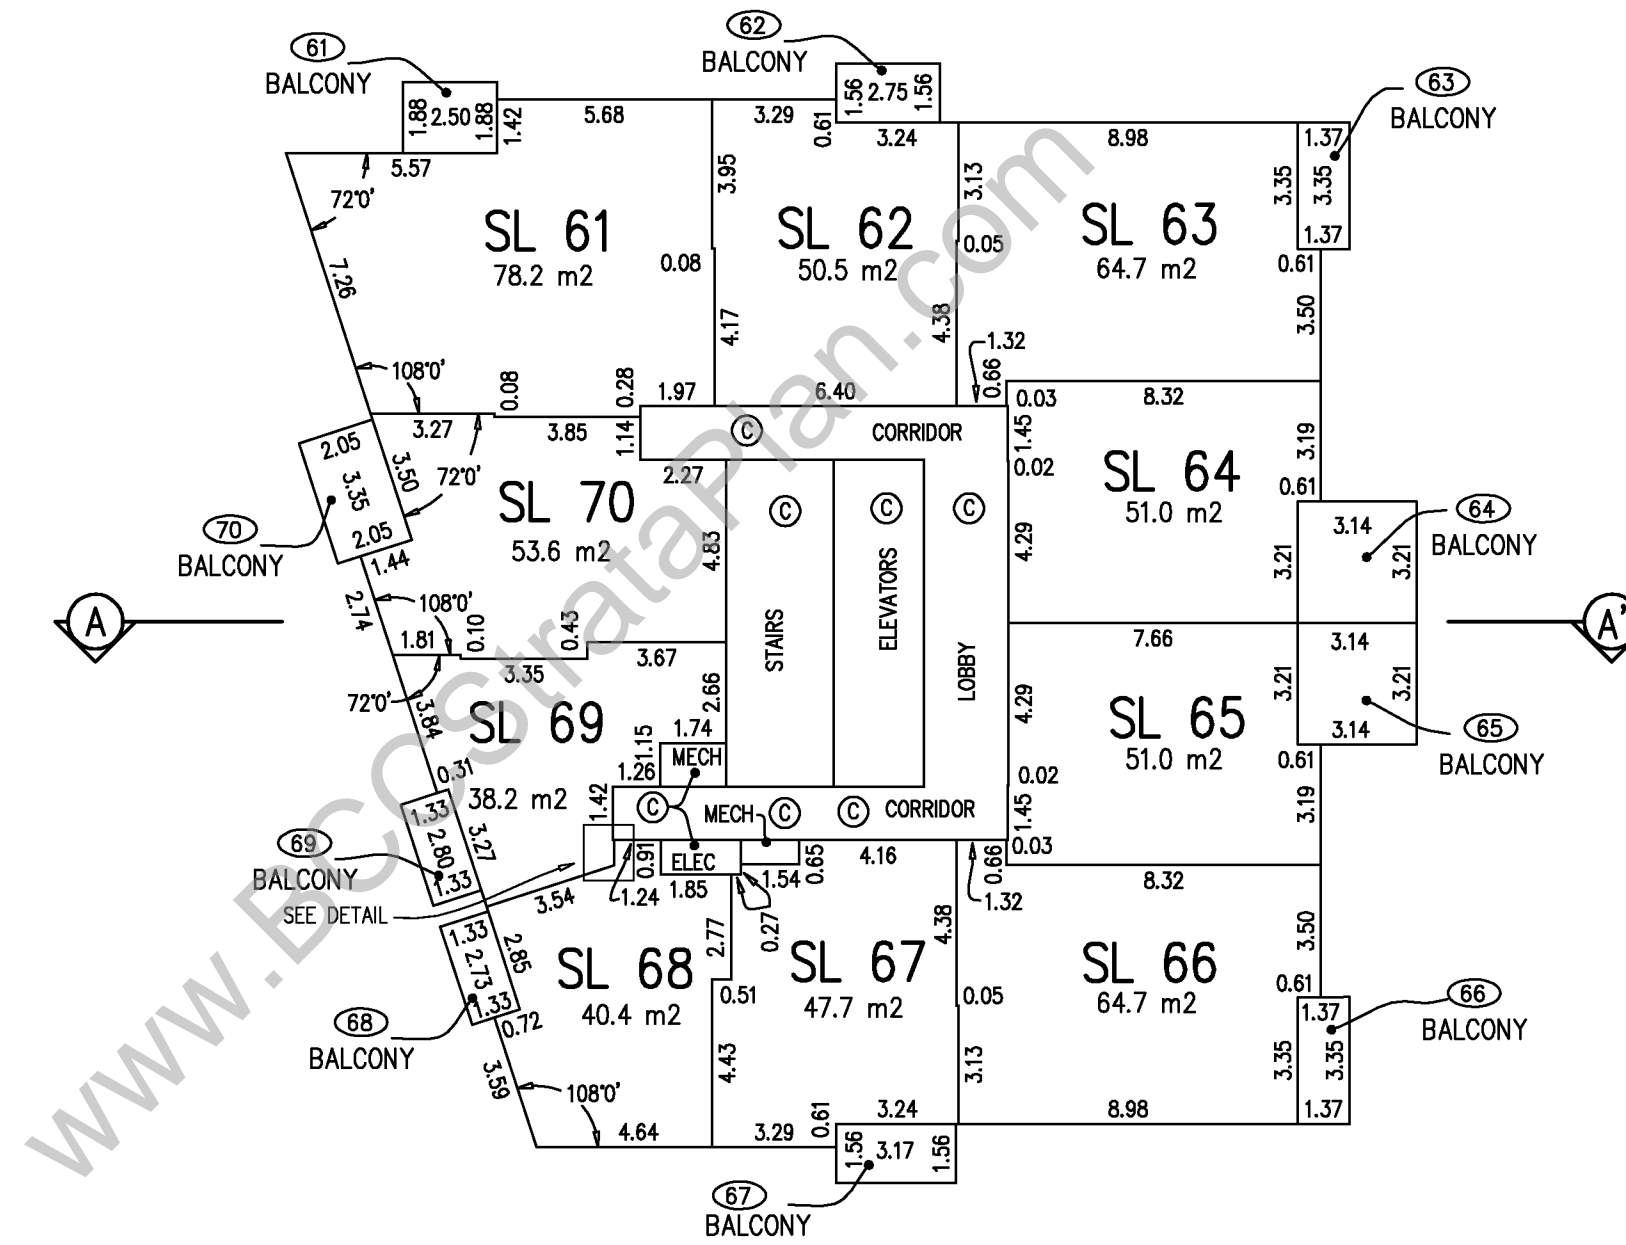 61
BALCONY
62
BALCONY
63
BALCONY
1.88
2.50
1.88
1.42
5.68
3.29
1.56
2.75
1.56
0.61
3.24
8.98
1.37
3.35
3.35
1.37
5.57
72°0'
3.95
3.13
SL 61
78.2 m2
SL 62
50.5 m2
SL 63
64.7 m2
0.08
0.05
0.61
7.26
4.17
4.38
3.50
1.32
108°0'
0.08
0.28
1.97
6.40
0.66
0.03
8.32
3.27
3.85
1.14
C
CORRIDOR
1.45
3.19
2.05
3.50
72°0'
2.27
0.02
3.35
SL 70
53.6 m2
C
C
C
SL 64
51.0 m2
0.61
64
BALCONY
70
BALCONY
2.05
1.44
4.83
4.29
3.21
3.14
3.21
A
2.74
108°0'
1.81
0.10
0.43
3.35
3.67
STAIRS
ELEVATORS
LOBBY
7.66
3.14
A'
72°0'
3.84
2.66
4.29
3.21
3.21
SL 69
38.2 m2
1.74
SL 65
51.0 m2
3.14
65
BALCONY
1.15
MECH
0.31
1.26
0.02
0.61
1.42
C
MECH
C
C
CORRIDOR
1.45
3.19
1.33
2.80
1.33
3.27
69
BALCONY
0.91
ELEC
0.65
4.16
0.66
0.03
SEE DETAIL
3.54
1.24
1.85
1.54
0.27
1.32
8.32
1.33
2.73
1.33
2.85
2.77
4.38
3.50
SL 68
40.4 m2
SL 67
47.7 m2
SL 66
64.7 m2
0.51
0.05
0.61
66
BALCONY
68
BALCONY
0.72
1.37
3.35
3.35
1.37
3.59
108°0'
4.43
3.13
4.64
3.29
0.61
3.24
8.98
1.56
3.17
1.56
67
BALCONY
www.BCCStrataPlan.com